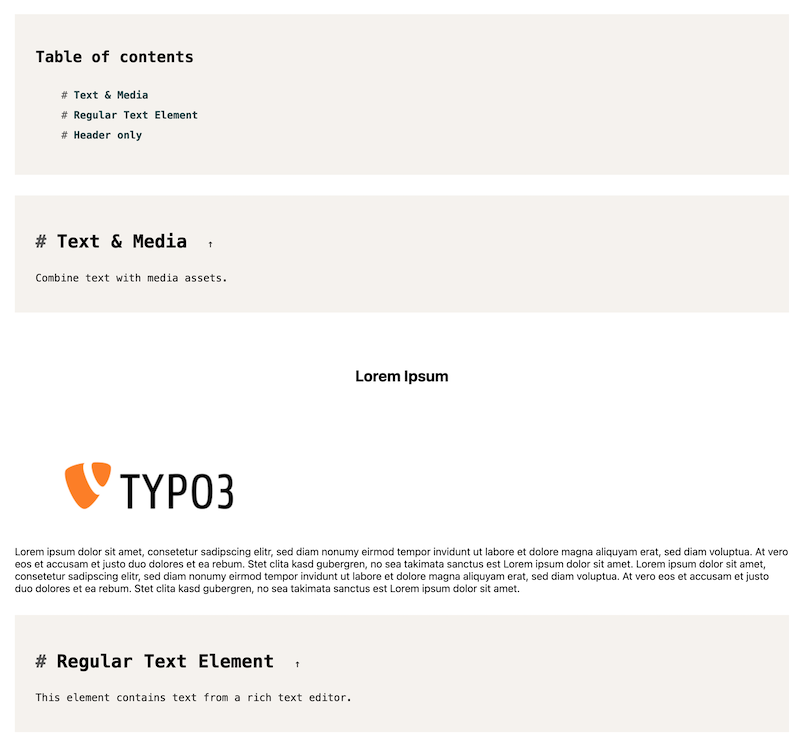 Table of contents
# Text & Media
# Regular Text Element
# Header only
# Text & Media ↑
Combine text with media assets.
Lorem Ipsum
TYPO3
Lorem ipsum dolor sit amet, consetetur sadipscing elitr, sed diam nonumy eirmod tempor invidunt ut labore et dolore magna aliquyam erat, sed diam voluptua. At vero
eos et accusam et justo duo dolores et ea rebum. Stet clita kasd gubergren, no sea takimata sanctus est Lorem ipsum dolor sit amet. Lorem ipsum dolor sit amet,
consetetur sadipscing elitr, sed diam nonumy eirmod tempor invidunt ut labore et dolore magna aliquyam erat, sed diam voluptua. At vero eos et accusam et justo
duo dolores et ea rebum. Stet clita kasd gubergren, no sea takimata sanctus est Lorem ipsum dolor sit amet.
# Regular Text Element ↑
This element contains text from a rich text editor.